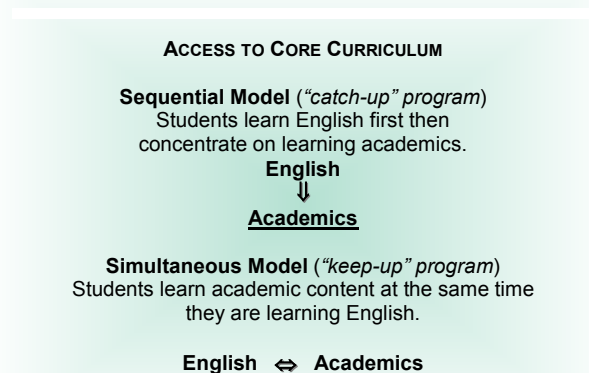 ACCESS TO CORE CURRICULUM
Sequential Model (“catch-up” program)
Students learn English first then
concentrate on learning academics.
English
⇓
Academics
Simultaneous Model (“keep-up” program)
Students learn academic content at the same time
they are learning English.
English ⇔ Academics